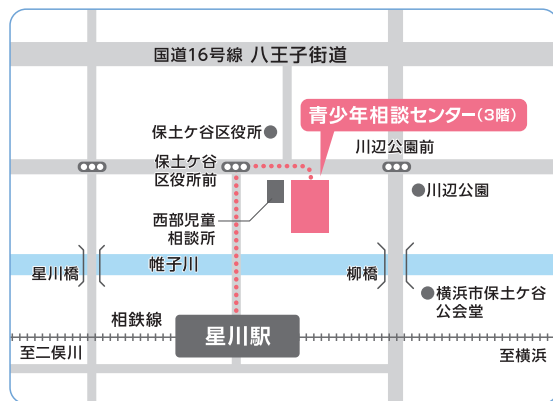 国道16号線 八王子街道
青少年相談センター(3階)
保土ケ谷区役所
川辺公園前
保土ケ谷
区役所前
川辺公園
西部児童
相談所
帷子川
星川橋
柳橋
横浜市保土ケ谷
公会堂
相鉄線
星川駅
至二俣川
至横浜